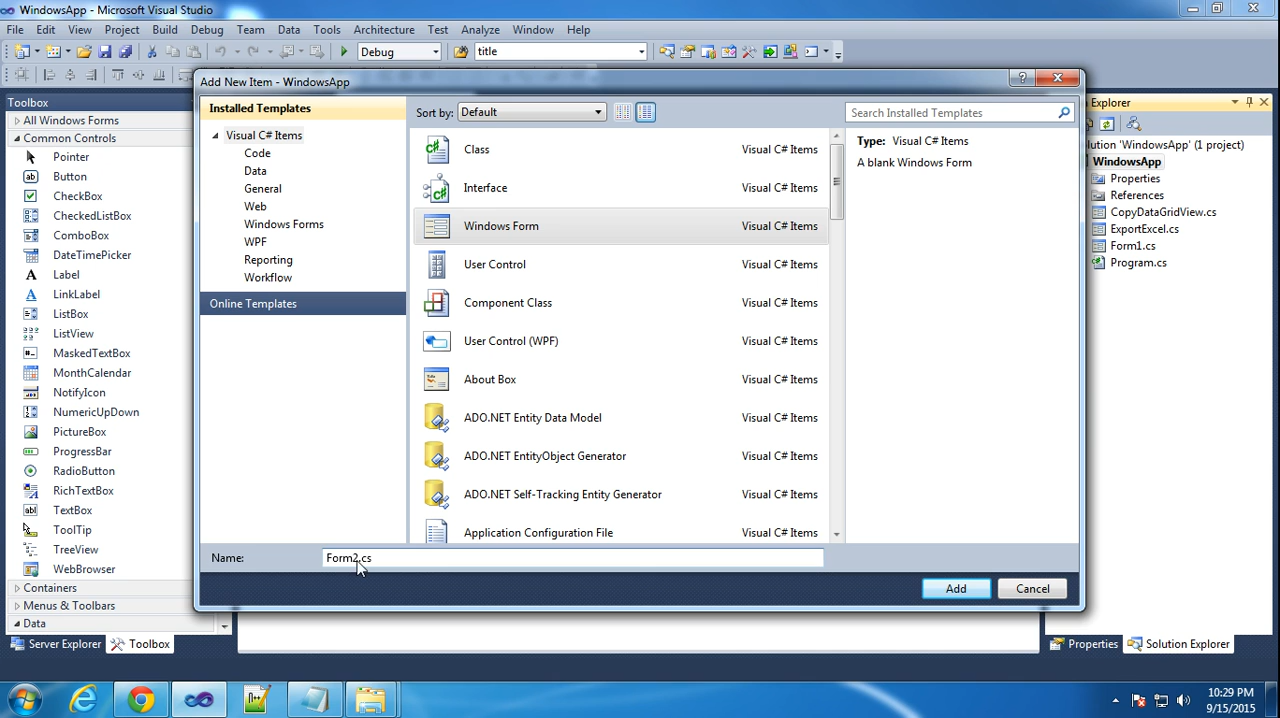 WindowsApp - Microsoft Visual Studio
File Edit View Project Build Debug Team Data Tools Architecture Test Analyze Window Help
Debug title
Toolbox
All Windows Forms
Common Controls
Pointer
Button
CheckBox
CheckedListBox
ComboBox
DateTimePicker
Label
LinkLabel
ListBox
ListView
MaskedTextBox
MonthCalendar
NotifyIcon
NumericUpDown
PictureBox
ProgressBar
RadioButton
RichTextBox
TextBox
ToolTip
TreeView
WebBrowser
Containers
Menus & Toolbars
Data
Server Explorer Toolbox
Add New Item - WindowsApp
Installed Templates
Visual C# Items
Code
Data
General
Web
Windows Forms
WPF
Reporting
Workflow
Online Templates
Sort by: Default
Search Installed Templates
Class Visual C# Items
Interface Visual C# Items
Windows Form Visual C# Items
User Control Visual C# Items
Component Class Visual C# Items
User Control (WPF) Visual C# Items
About Box Visual C# Items
ADO.NET Entity Data Model Visual C# Items
ADO.NET EntityObject Generator Visual C# Items
ADO.NET Self-Tracking Entity Generator Visual C# Items
Application Configuration File Visual C# Items
Type: Visual C# Items
A blank Windows Form
Name: Form2.cs
Add Cancel
Explorer
'WindowsApp' (1 project)
WindowsApp
Properties
References
CopyDataGridView.cs
ExportExcel.cs
Form1.cs
Program.cs
Properties Solution Explorer
10:29 PM
9/15/2015